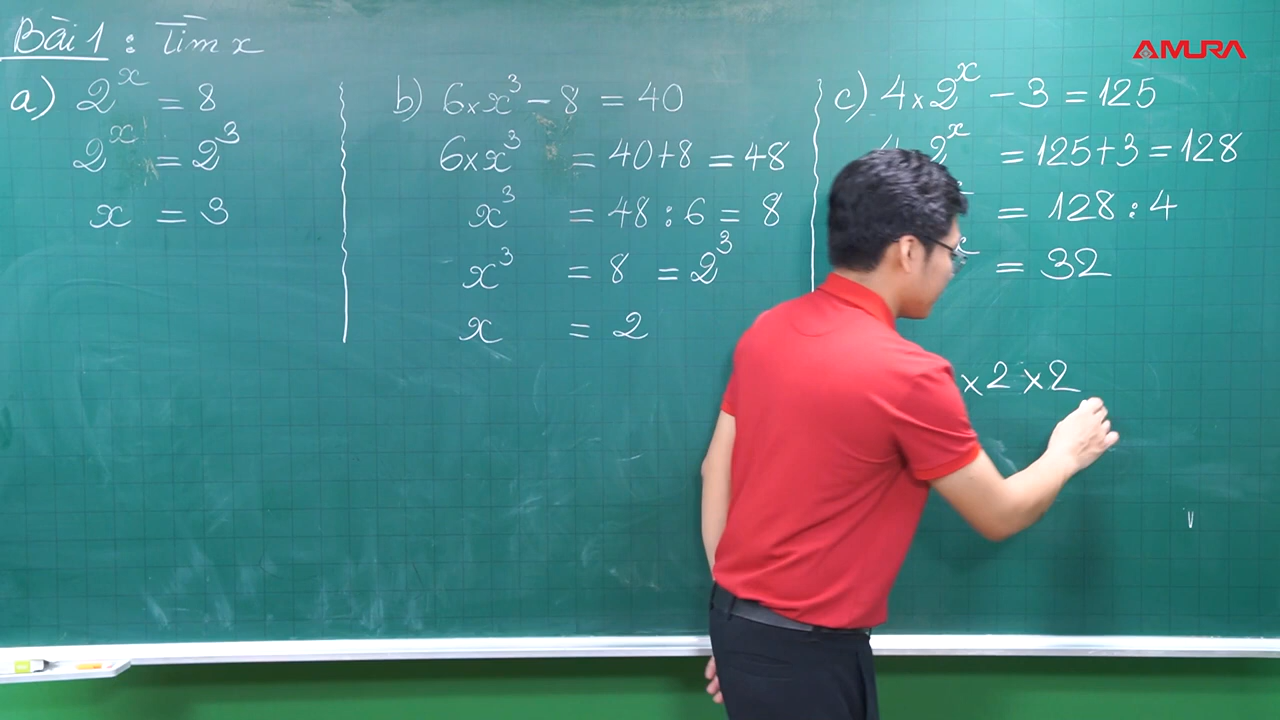 Bài 1 : Tìm x
AMURA
a) 2^x = 8
2^x = 2^3
x = 3
b) 6 × x^3 − 8 = 40
6 × x^3 = 40 + 8 = 48
x^3 = 48 : 6 = 8
x^3 = 8 = 2^3
x = 2
c) 4 × 2^x − 3 = 125
2^x = 125 + 3 = 128
= 128 : 4
= 32
× 2 × 2